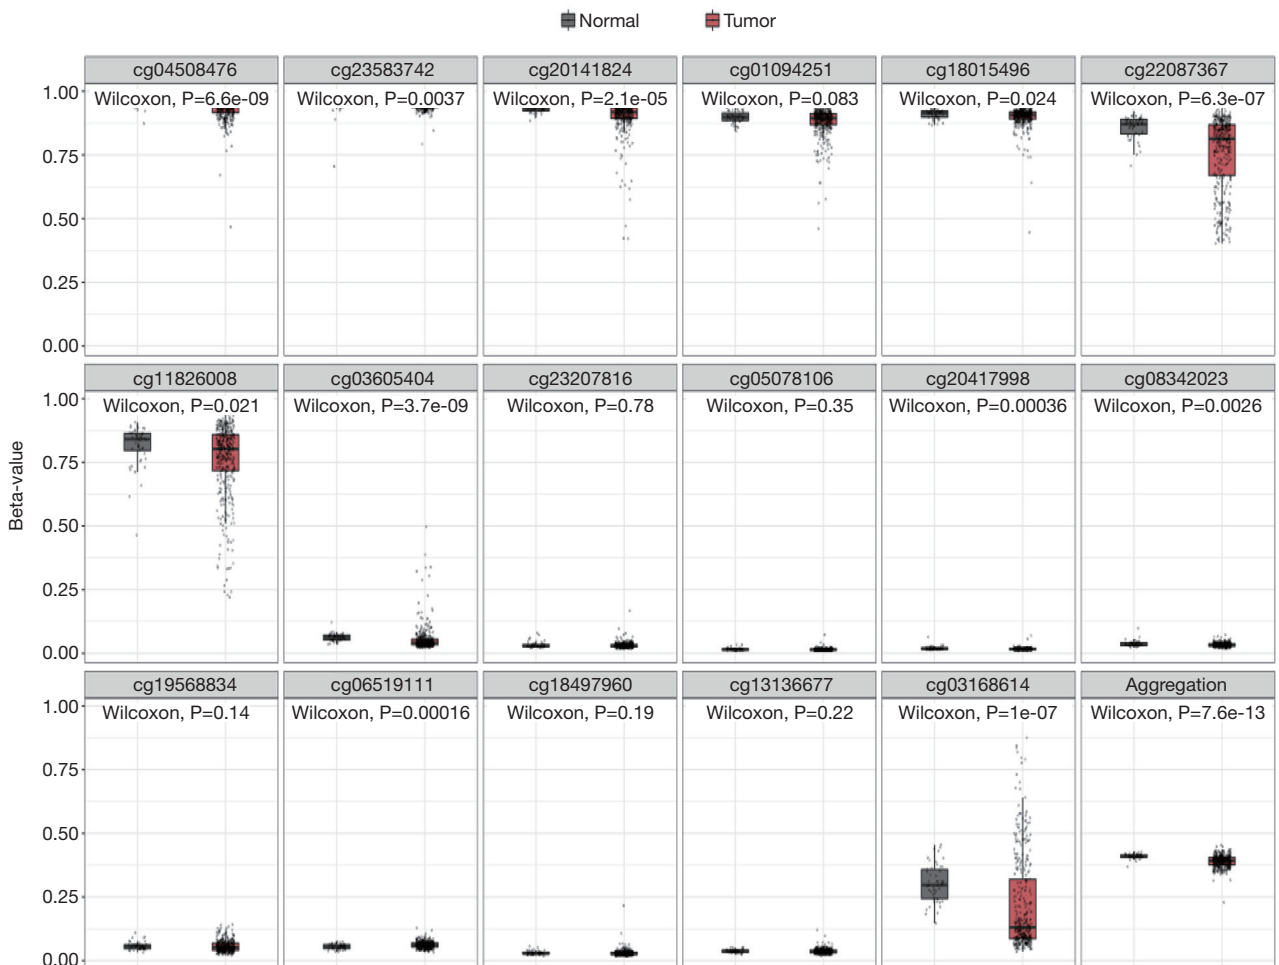 Normal Tumor
cg04508476 cg23583742 cg20141824 cg01094251 cg18015496 cg22087367
1.00
Wilcoxon, P=6.6e-09 Wilcoxon, P=0.0037 Wilcoxon, P=2.1e-05 Wilcoxon, P=0.083 Wilcoxon, P=0.024 Wilcoxon, P=6.3e-07
0.75
0.50
0.25
0.00
cg11826008 cg03605404 cg23207816 cg05078106 cg20417998 cg08342023
1.00
Wilcoxon, P=0.021 Wilcoxon, P=3.7e-09 Wilcoxon, P=0.78 Wilcoxon, P=0.35 Wilcoxon, P=0.00036 Wilcoxon, P=0.0026
Beta-value
0.75
0.50
0.25
0.00
cg19568834 cg06519111 cg18497960 cg13136677 cg03168614 Aggregation
1.00
Wilcoxon, P=0.14 Wilcoxon, P=0.00016 Wilcoxon, P=0.19 Wilcoxon, P=0.22 Wilcoxon, P=1e-07 Wilcoxon, P=7.6e-13
0.75
0.50
0.25
0.00